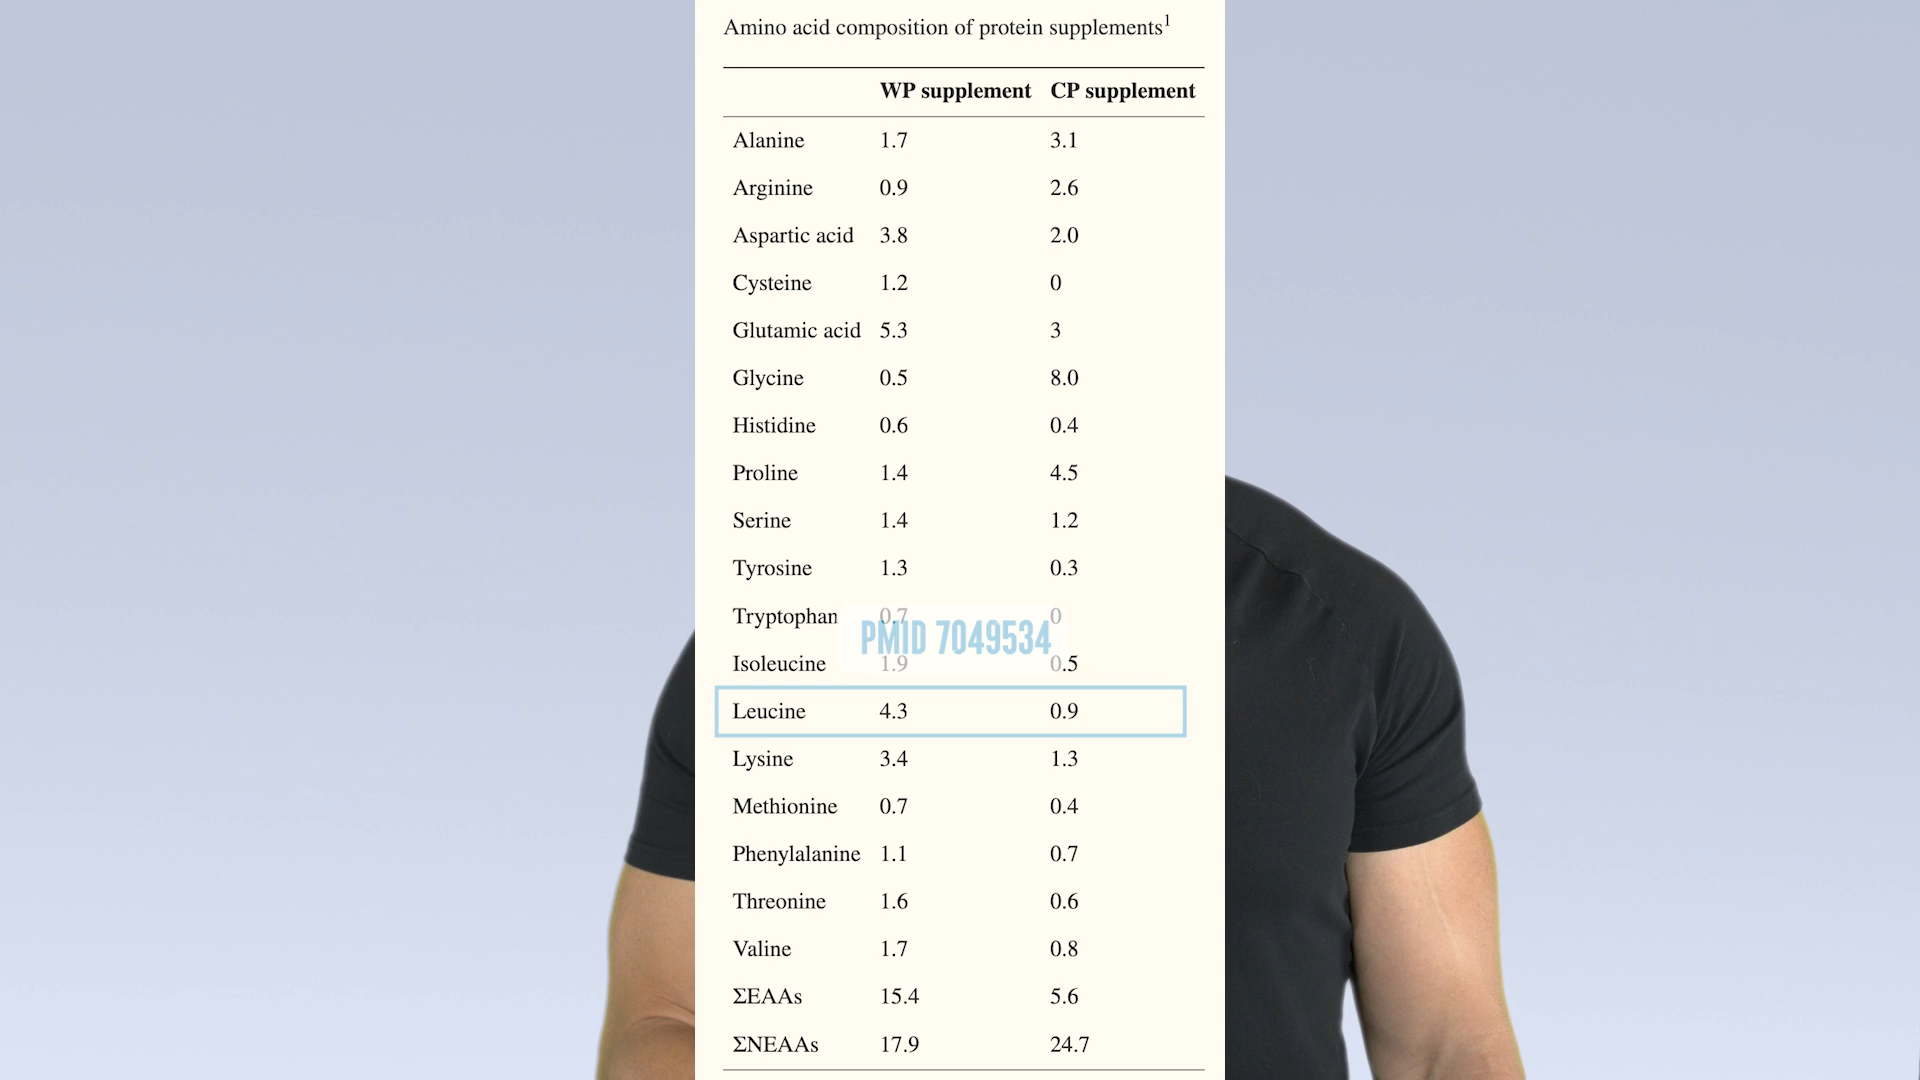 Amino acid composition of protein supplements1
WP supplement CP supplement
Alanine 1.7 3.1
Arginine 0.9 2.6
Aspartic acid 3.8 2.0
Cysteine 1.2 0
Glutamic acid 5.3 3
Glycine 0.5 8.0
Histidine 0.6 0.4
Proline 1.4 4.5
Serine 1.4 1.2
Tyrosine 1.3 0.3
Tryptophan 0.7 0
PMID 7049534
Isoleucine 1.9 0.5
Leucine 4.3 0.9
Lysine 3.4 1.3
Methionine 0.7 0.4
Phenylalanine 1.1 0.7
Threonine 1.6 0.6
Valine 1.7 0.8
ΣEAAs 15.4 5.6
ΣNEAAs 17.9 24.7